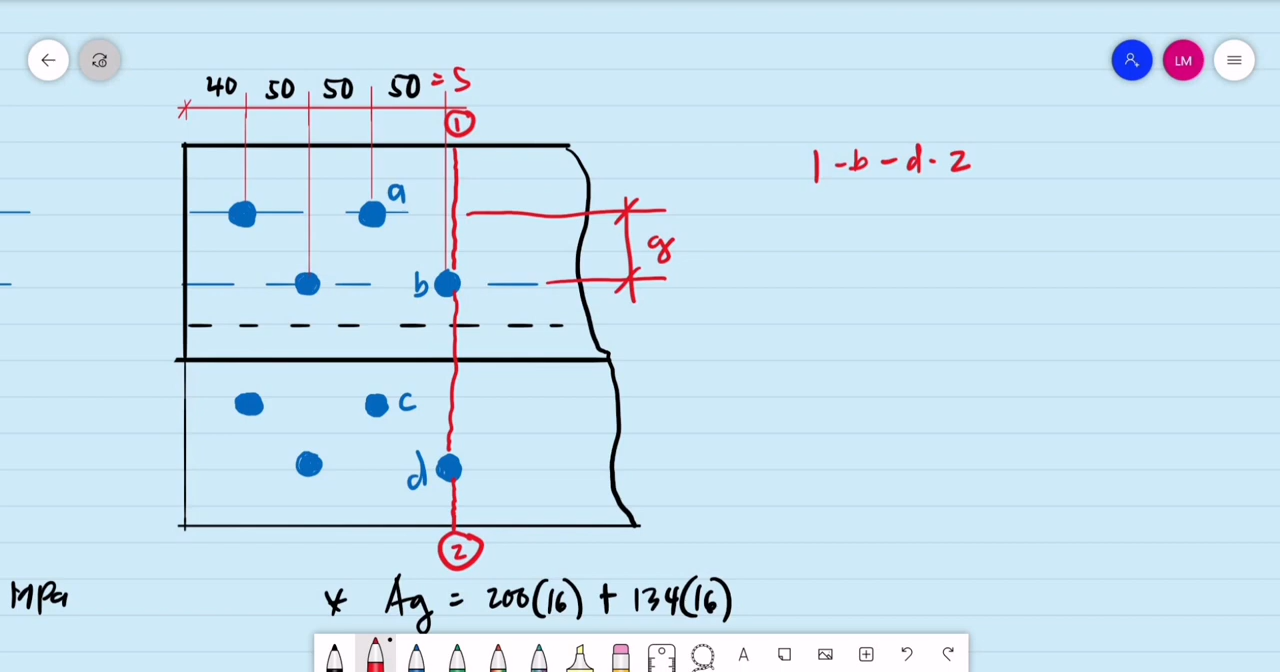 40 50 50 50 = S
1
LM
1 - b - d - 2
a
g
b
c
d
2
MPa
* Ag = 200(16) + 134(16)
A